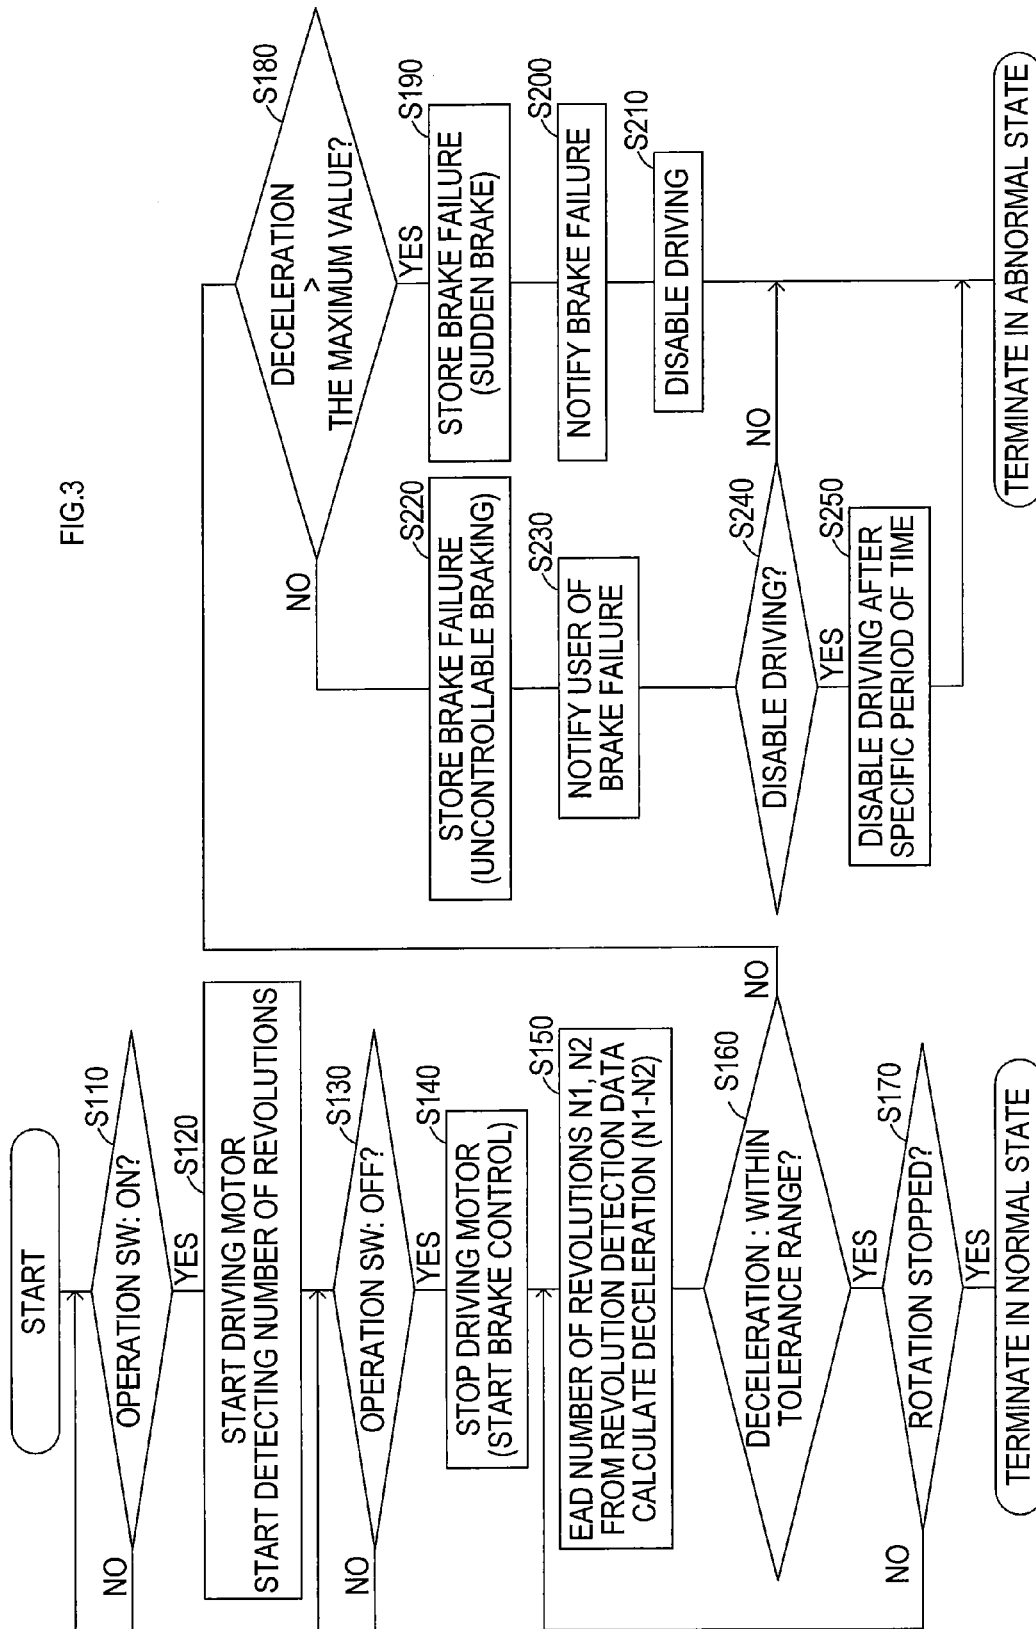 FIG.3
START
OPERATION SW: ON?
S110
NO
YES
S120
START DRIVING MOTOR
START DETECTING NUMBER OF REVOLUTIONS
OPERATION SW: OFF?
S130
NO
YES
S140
STOP DRIVING MOTOR
(START BRAKE CONTROL)
S150
EAD NUMBER OF REVOLUTIONS N1, N2
FROM REVOLUTION DETECTION DATA
CALCULATE DECELERATION (N1-N2)
S160
DECELERATION : WITHIN
TOLERANCE RANGE?
NO
YES
S170
ROTATION STOPPED?
NO
YES
TERMINATE IN NORMAL STATE
S180
DECELERATION
>
THE MAXIMUM VALUE?
NO
YES
S190
STORE BRAKE FAILURE
(SUDDEN BRAKE)
S200
NOTIFY BRAKE FAILURE
S210
DISABLE DRIVING
S220
STORE BRAKE FAILURE
(UNCONTROLLABLE BRAKING)
S230
NOTIFY USER OF
BRAKE FAILURE
S240
DISABLE DRIVING?
NO
YES
S250
DISABLE DRIVING AFTER
SPECIFIC PERIOD OF TIME
TERMINATE IN ABNORMAL STATE